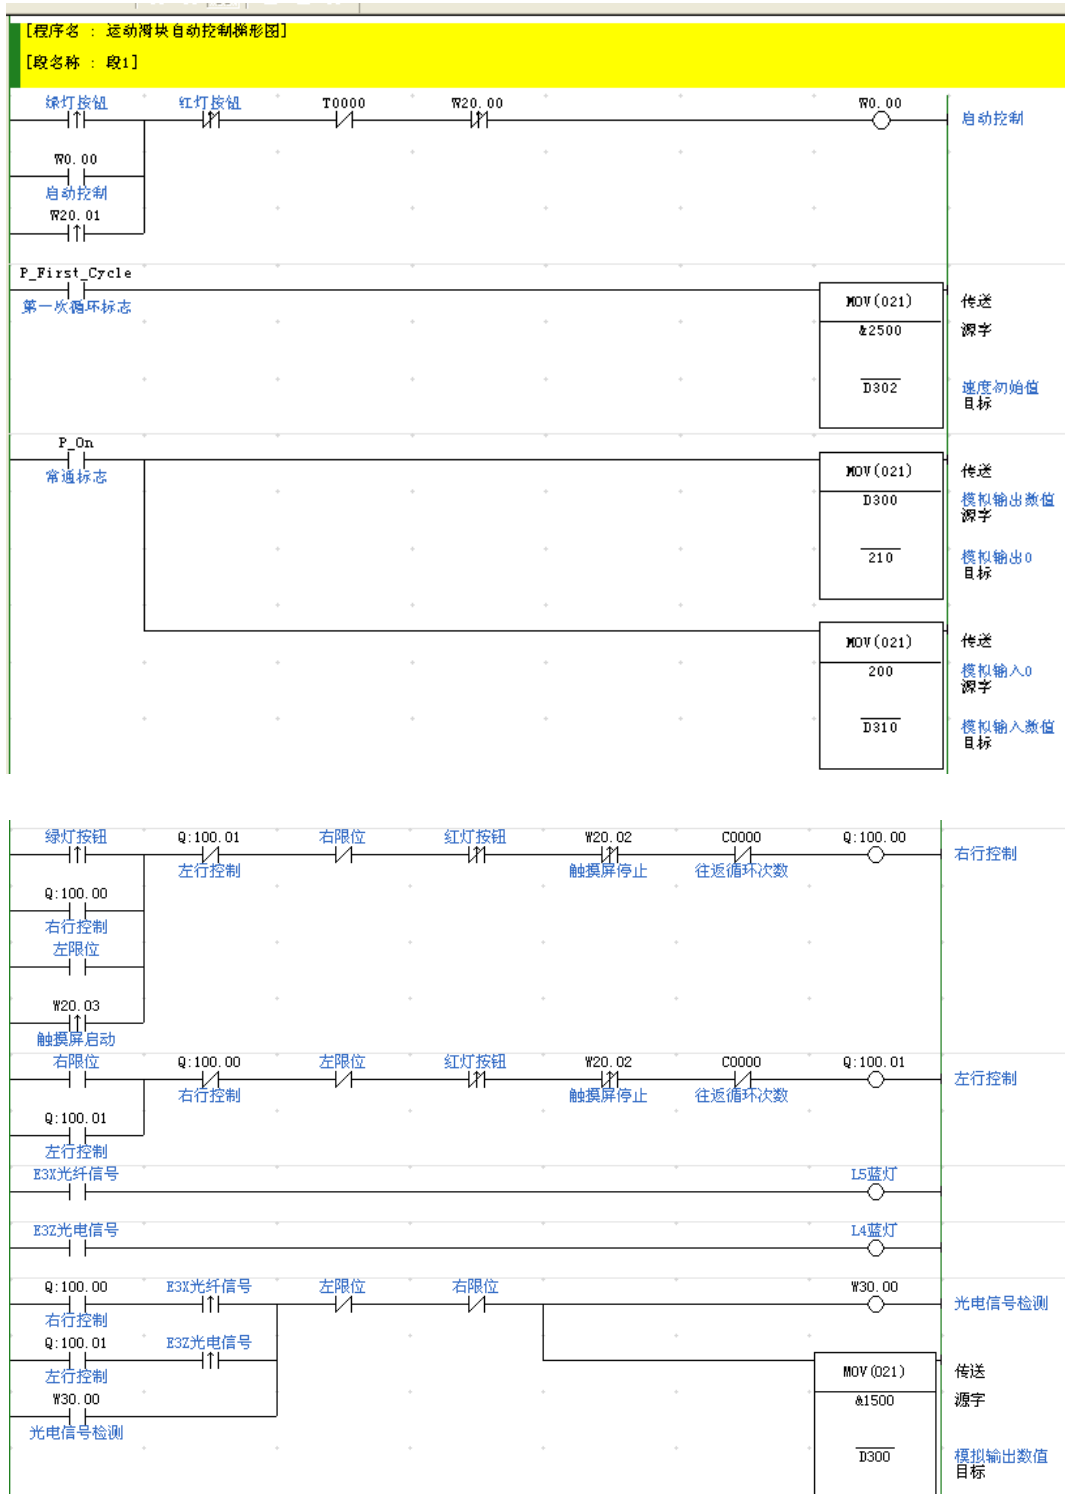 [程序名 : 运动滑块自动控制梯形图]
[段名称 : 段1]
绿灯按钮 红灯按钮 T0000 W20.00 W0.00
启动控制
W0.00
启动控制
W20.01
P_First_Cycle
第一次循环标志
MOV(021) 传送
&2500 源字
D302 速度初始值
目标
P_On
常通标志
MOV(021) 传送
D300 模拟输出数值
源字
210 模拟输出0
目标
MOV(021) 传送
200 模拟输入0
源字
D310 模拟输入数值
目标
绿灯按钮 Q:100.01 右限位 红灯按钮 W20.02 C0000 Q:100.00
右行控制
左行控制 触摸屏停止 往返循环次数
Q:100.00
右行控制
左限位
W20.03
触摸屏启动
右限位 Q:100.00 左限位 红灯按钮 W20.02 C0000 Q:100.01
左行控制
右行控制 触摸屏停止 往返循环次数
Q:100.01
左行控制
E3X光纤信号 L5蓝灯
E3Z光电信号 L4蓝灯
Q:100.00 E3X光纤信号 左限位 右限位 W30.00
光电信号检测
右行控制
Q:100.01 E3Z光电信号
左行控制
W30.00
光电信号检测
MOV(021) 传送
&1500 源字
D300 模拟输出数值
目标